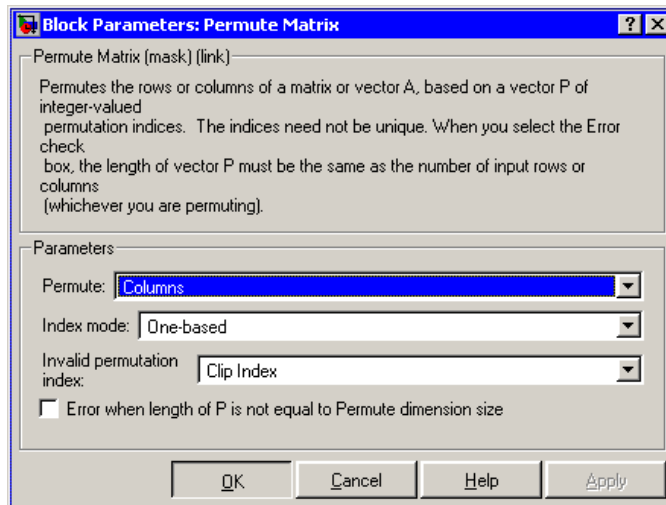 Block Parameters: Permute Matrix
Permute Matrix (mask) (link)
Permutes the rows or columns of a matrix or vector A, based on a vector P of
integer-valued
permutation indices. The indices need not be unique. When you select the Error
check
box, the length of vector P must be the same as the number of input rows or
columns
(whichever you are permuting).
Parameters
Permute: Columns
Index mode: One-based
Invalid permutation
index: Clip Index
Error when length of P is not equal to Permute dimension size
OK Cancel Help Apply